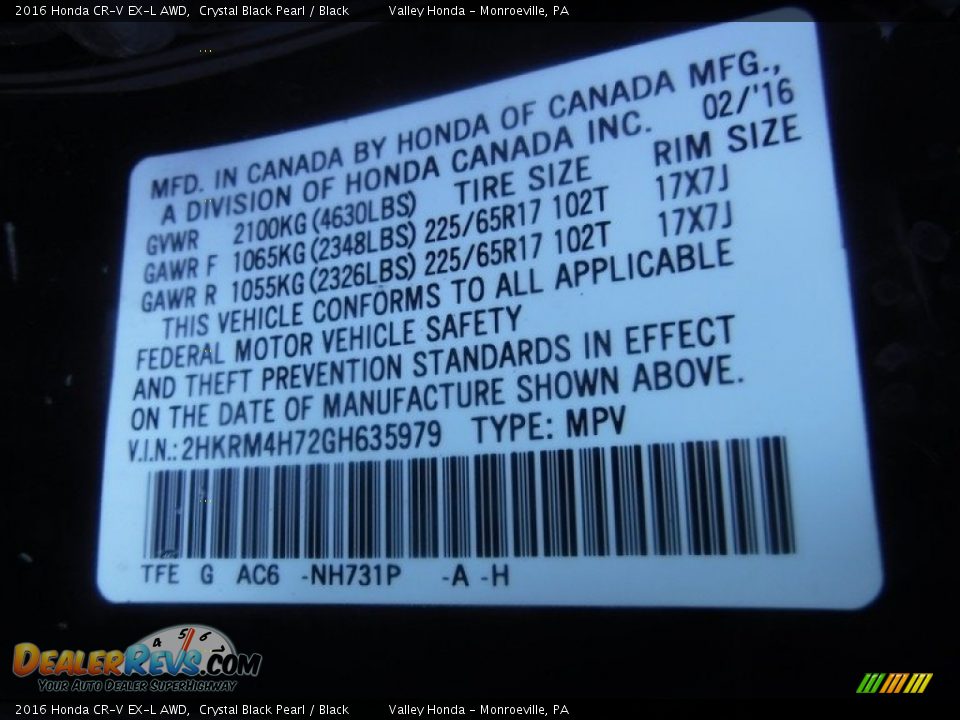 2016 Honda CR-V EX-L AWD, Crystal Black Pearl / Black Valley Honda - Monroeville, PA
MFD. IN CANADA BY HONDA OF CANADA MFG.,
A DIVISION OF HONDA CANADA INC. 02/'16
GVWR 2100KG (4630LBS) TIRE SIZE RIM SIZE
GAWR F 1065KG (2348LBS) 225/65R17 102T 17X7J
GAWR R 1055KG (2326LBS) 225/65R17 102T 17X7J
THIS VEHICLE CONFORMS TO ALL APPLICABLE
FEDERAL MOTOR VEHICLE SAFETY
AND THEFT PREVENTION STANDARDS IN EFFECT
ON THE DATE OF MANUFACTURE SHOWN ABOVE.
V.I.N.: 2HKRM4H72GH635979 TYPE: MPV
TFE G AC6 -NH731P -A -H
4 5 6 7
DEALERREVS.COM
YOUR AUTO DEALER SUPERHIGHWAY
2016 Honda CR-V EX-L AWD, Crystal Black Pearl / Black Valley Honda - Monroeville, PA